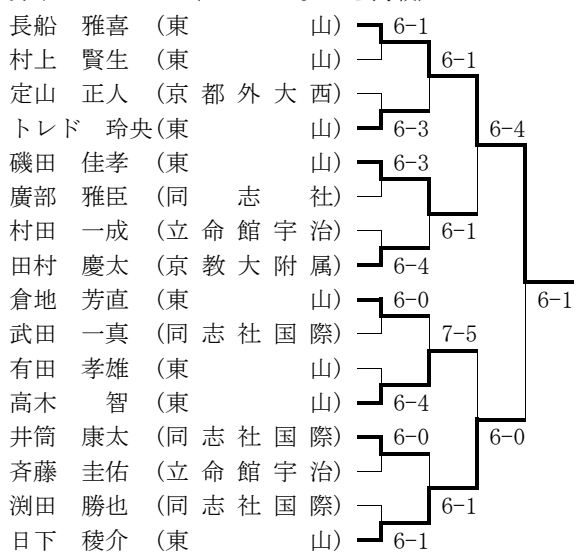 長船 雅喜 (東 山) 6-1
村上 賢生 (東 山) 6-1
定山 正人 (京都外大西)
トレド 玲央(東 山) 6-3 6-4
磯田 佳孝 (東 山) 6-3
廣部 雅臣 (同 志 社)
村田 一成 (立命館宇治) 6-1
田村 慶太 (京教大附属) 6-4
倉地 芳直 (東 山) 6-0 6-1
武田 一真 (同志社国際) 7-5
有田 孝雄 (東 山)
高木 智 (東 山) 6-4
井筒 康太 (同志社国際) 6-0 6-0
斉藤 圭佑 (立命館宇治)
渕田 勝也 (同志社国際) 6-1
日下 稜介 (東 山) 6-1